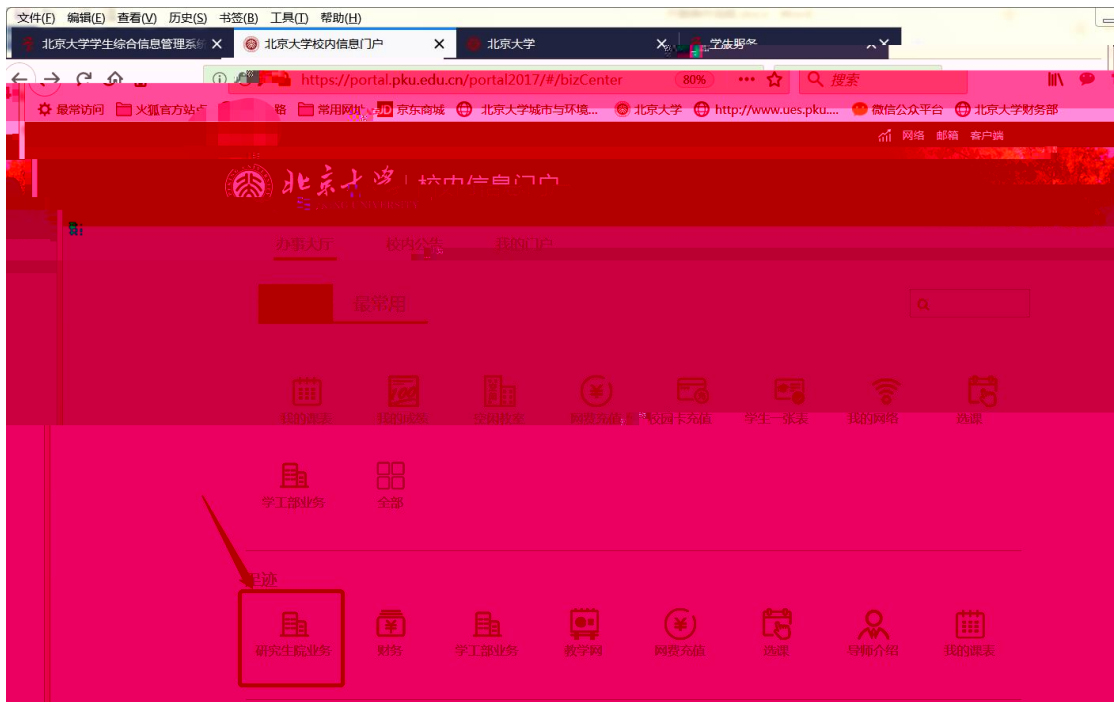 文件(F) 编辑(E) 查看(V) 历史(S) 书签(B) 工具(T) 帮助(H)
北京大学学生综合信息管理系统 北京大学校内信息门户 北京大学
https://portal.pku.edu.cn/portal2017/#/bizCenter 80% 搜索
最常访问 火狐官方站点 常用网址 京东商城 北京大学城市与环境... 北京大学 http://www.ues.pku.... 微信公众平台 北京大学财务部
网络 邮箱 客户端
北京大学 校内信息门户
办事大厅 校内公告 我的门户
最常用
我的课表 我的成绩 空闲教室 网费充值 校园卡充值 学生一张表 我的网络 选课
学工部业务 全部
足迹
研究生院业务 财务 学工部业务 教学网 网费充值 选课 导师介绍 我的课表